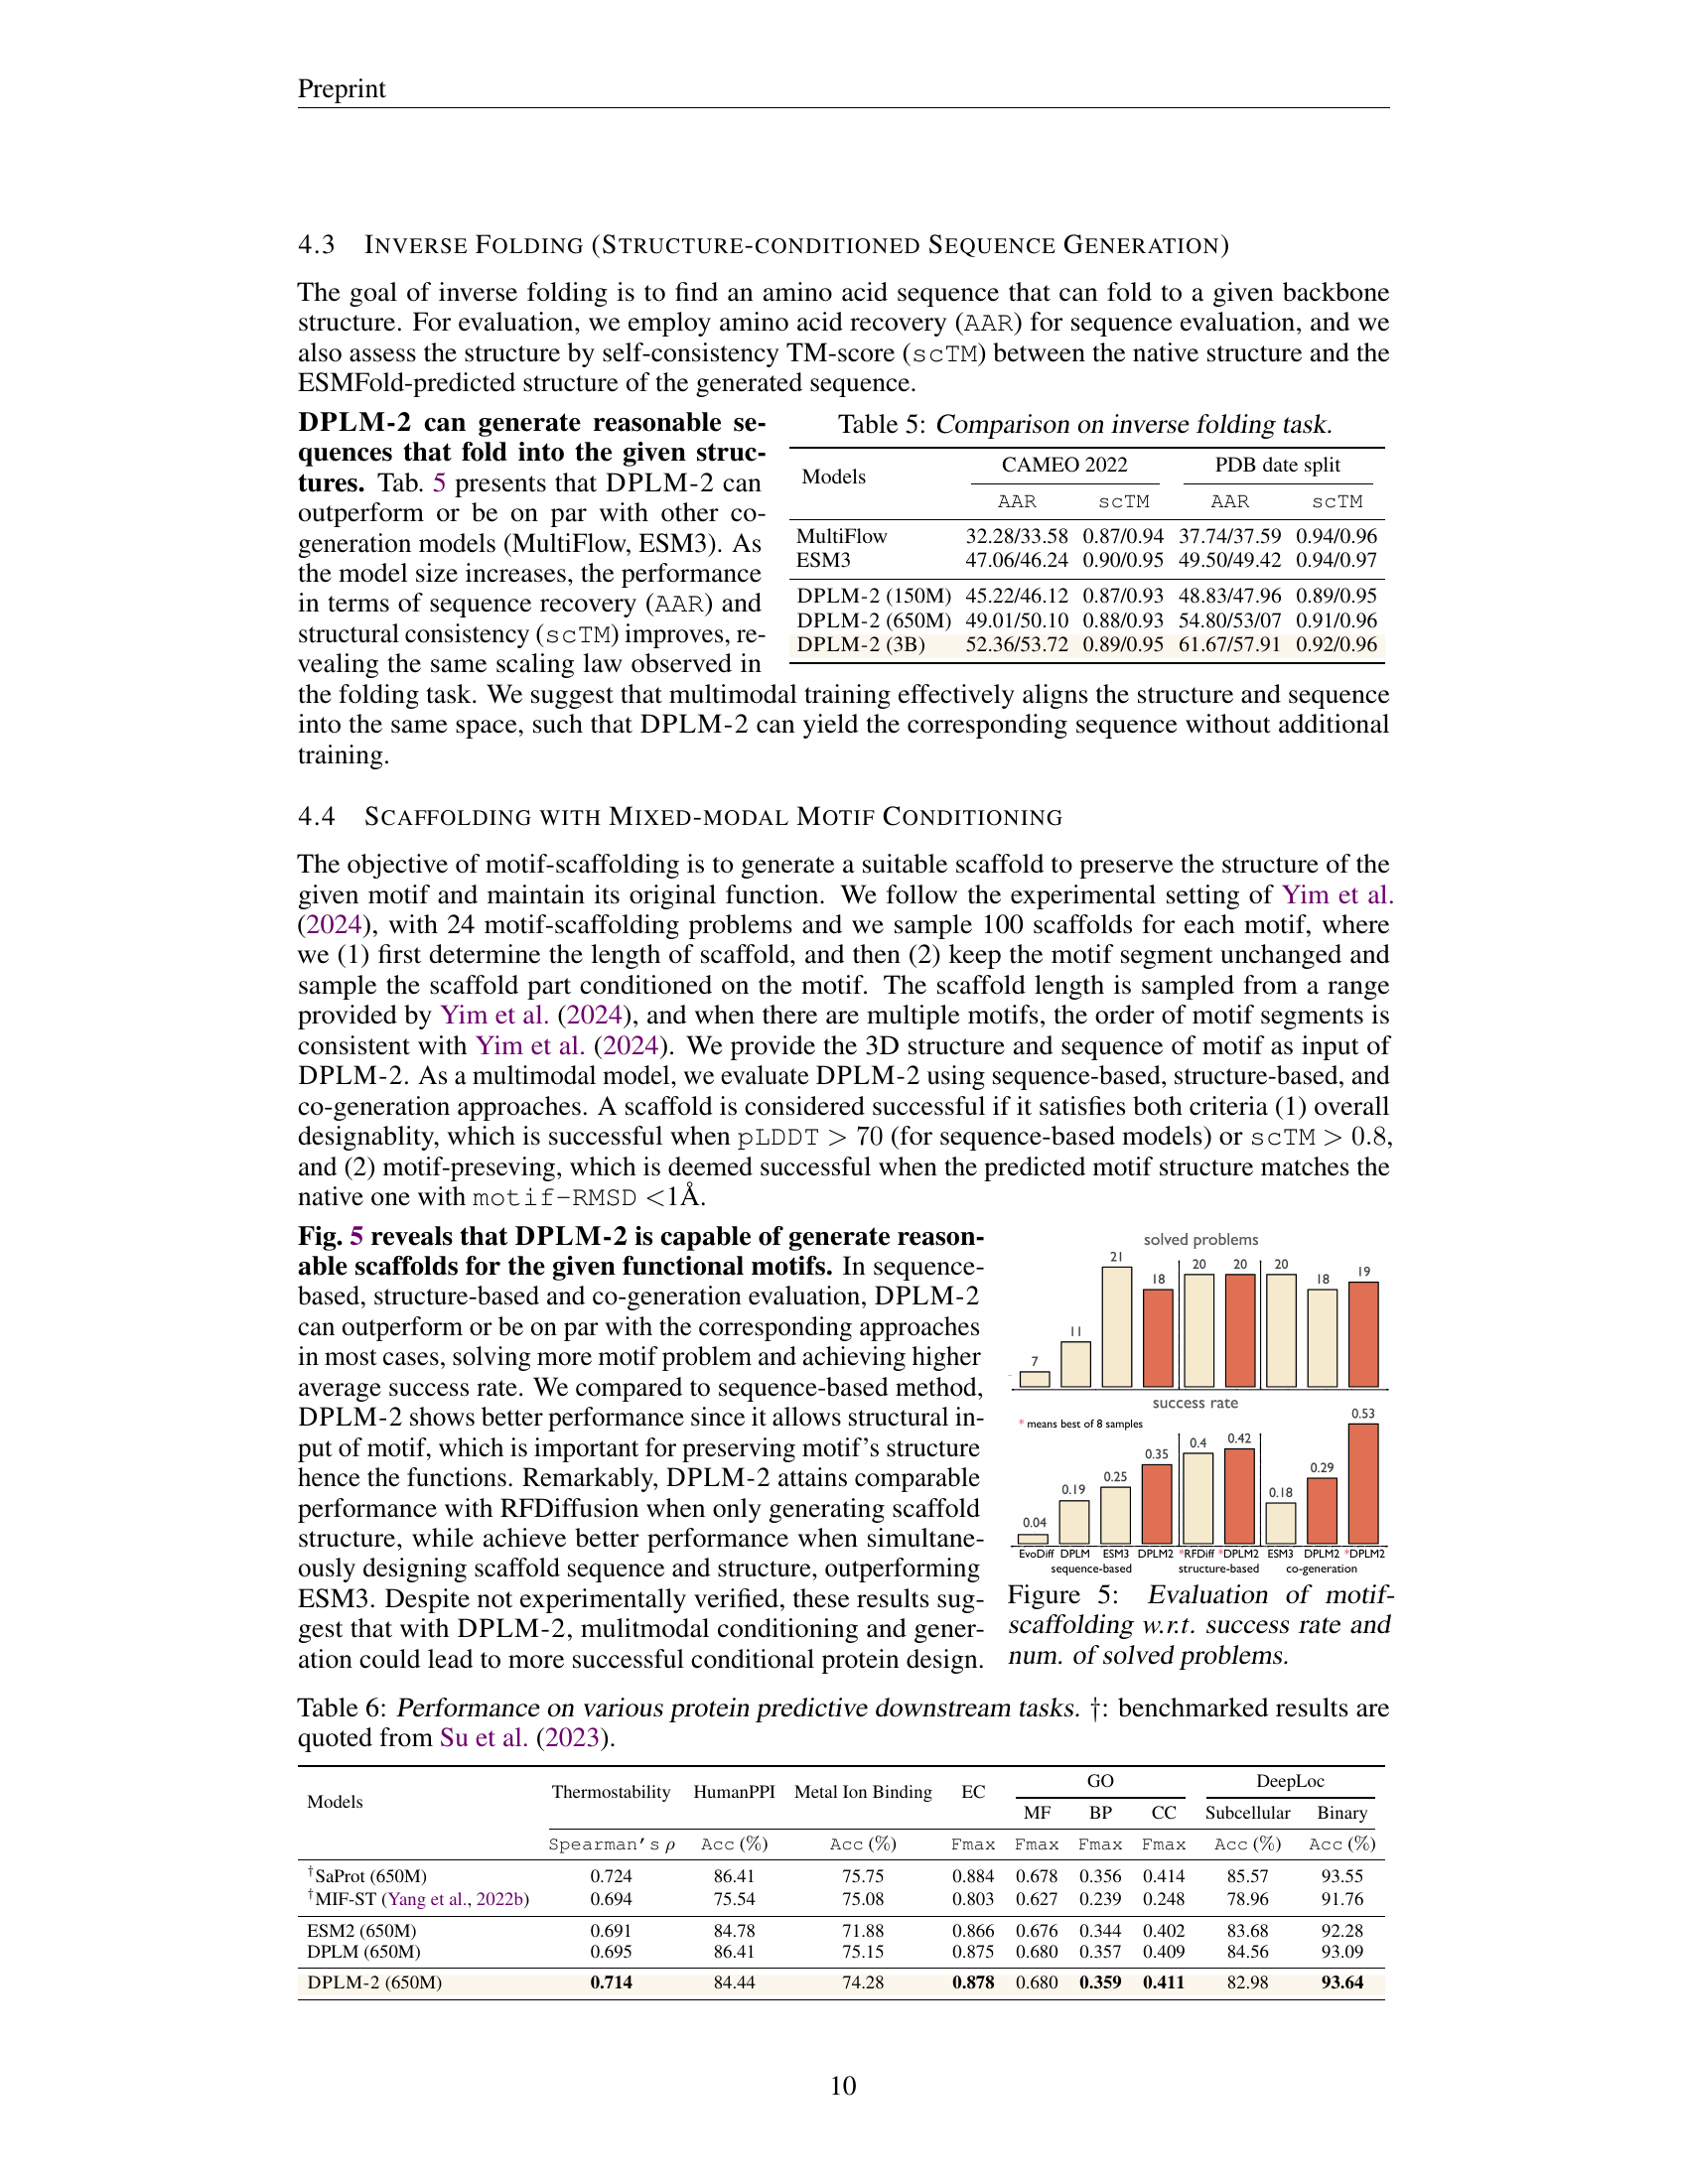 Preprint
4.3 INVERSE FOLDING (STRUCTURE-CONDITIONED SEQUENCE GENERATION)
The goal of inverse folding is to find an amino acid sequence that can fold to a given backbone
structure. For evaluation, we employ amino acid recovery (AAR) for sequence evaluation, and we
also assess the structure by self-consistency TM-score (scTM) between the native structure and the
ESMFold-predicted structure of the generated sequence.
DPLM-2 can generate reasonable se-
quences that fold into the given struc-
tures. Tab. 5 presents that DPLM-2 can
outperform or be on par with other co-
generation models (MultiFlow, ESM3). As
the model size increases, the performance
in terms of sequence recovery (AAR) and
structural consistency (scTM) improves, re-
vealing the same scaling law observed in
the folding task. We suggest that multimodal training effectively aligns the structure and sequence
into the same space, such that DPLM-2 can yield the corresponding sequence without additional
training.
Table 5: Comparison on inverse folding task.
Models CAMEO 2022 PDB date split
AAR scTM AAR scTM
MultiFlow 32.28/33.58 0.87/0.94 37.74/37.59 0.94/0.96
ESM3 47.06/46.24 0.90/0.95 49.50/49.42 0.94/0.97
DPLM-2 (150M) 45.22/46.12 0.87/0.93 48.83/47.96 0.89/0.95
DPLM-2 (650M) 49.01/50.10 0.88/0.93 54.80/53/07 0.91/0.96
DPLM-2 (3B) 52.36/53.72 0.89/0.95 61.67/57.91 0.92/0.96
4.4 SCAFFOLDING WITH MIXED-MODAL MOTIF CONDITIONING
The objective of motif-scaffolding is to generate a suitable scaffold to preserve the structure of the
given motif and maintain its original function. We follow the experimental setting of Yim et al.
(2024), with 24 motif-scaffolding problems and we sample 100 scaffolds for each motif, where
we (1) first determine the length of scaffold, and then (2) keep the motif segment unchanged and
sample the scaffold part conditioned on the motif. The scaffold length is sampled from a range
provided by Yim et al. (2024), and when there are multiple motifs, the order of motif segments is
consistent with Yim et al. (2024). We provide the 3D structure and sequence of motif as input of
DPLM-2. As a multimodal model, we evaluate DPLM-2 using sequence-based, structure-based, and
co-generation approaches. A scaffold is considered successful if it satisfies both criteria (1) overall
designablity, which is successful when pLDDT > 70 (for sequence-based models) or scTM > 0.8,
and (2) motif-preseving, which is deemed successful when the predicted motif structure matches the
native one with motif-RMSD <1Å.
Fig. 5 reveals that DPLM-2 is capable of generate reason-
able scaffolds for the given functional motifs. In sequence-
based, structure-based and co-generation evaluation, DPLM-2
can outperform or be on par with the corresponding approaches
in most cases, solving more motif problem and achieving higher
average success rate. We compared to sequence-based method,
DPLM-2 shows better performance since it allows structural in-
put of motif, which is important for preserving motif's structure
hence the functions. Remarkably, DPLM-2 attains comparable
performance with RFDiffusion when only generating scaffold
structure, while achieve better performance when simultane-
ously designing scaffold sequence and structure, outperforming
ESM3. Despite not experimentally verified, these results sug-
gest that with DPLM-2, mulitmodal conditioning and gener-
ation could lead to more successful conditional protein design.
solved problems
7 11 21 18 20 20 20 18 19
success rate
* means best of 8 samples
0.04 0.19 0.25 0.35 0.4 0.42 0.18 0.29 0.53
EvoDiff DPLM ESM3 DPLM2 *RFDiff *DPLM2 ESM3 DPLM2 *DPLM2
sequence-based structure-based co-generation
Figure 5: Evaluation of motif-
scaffolding w.r.t. success rate and
num. of solved problems.
Table 6: Performance on various protein predictive downstream tasks. †: benchmarked results are
quoted from Su et al. (2023).
Models Thermostability HumanPPI Metal Ion Binding EC GO DeepLoc
MF BP CC Subcellular Binary
Spearman's ρ Acc (%) Acc (%) Fmax Fmax Fmax Fmax Acc (%) Acc (%)
†SaProt (650M) 0.724 86.41 75.75 0.884 0.678 0.356 0.414 85.57 93.55
†MIF-ST (Yang et al., 2022b) 0.694 75.54 75.08 0.803 0.627 0.239 0.248 78.96 91.76
ESM2 (650M) 0.691 84.78 71.88 0.866 0.676 0.344 0.402 83.68 92.28
DPLM (650M) 0.695 86.41 75.15 0.875 0.680 0.357 0.409 84.56 93.09
DPLM-2 (650M) 0.714 84.44 74.28 0.878 0.680 0.359 0.411 82.98 93.64
10